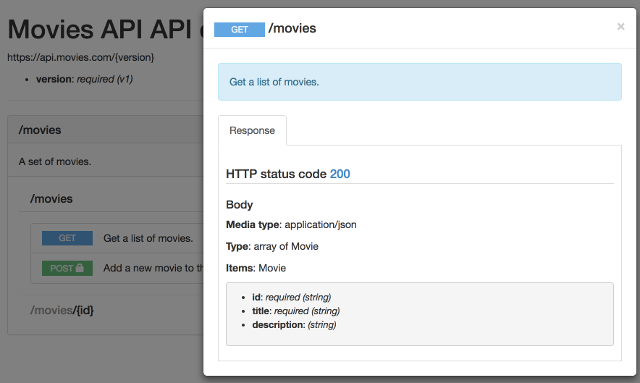 Movies API API
https://api.movies.com/{version}
version: required (v1)
/movies
A set of movies.
/movies
GET Get a list of movies.
POST Add a new movie to
/movies/{id}
GET /movies ×
Get a list of movies.
Response
HTTP status code 200
Body
Media type: application/json
Type: array of Movie
Items: Movie
id: required (string)
title: required (string)
description: (string)